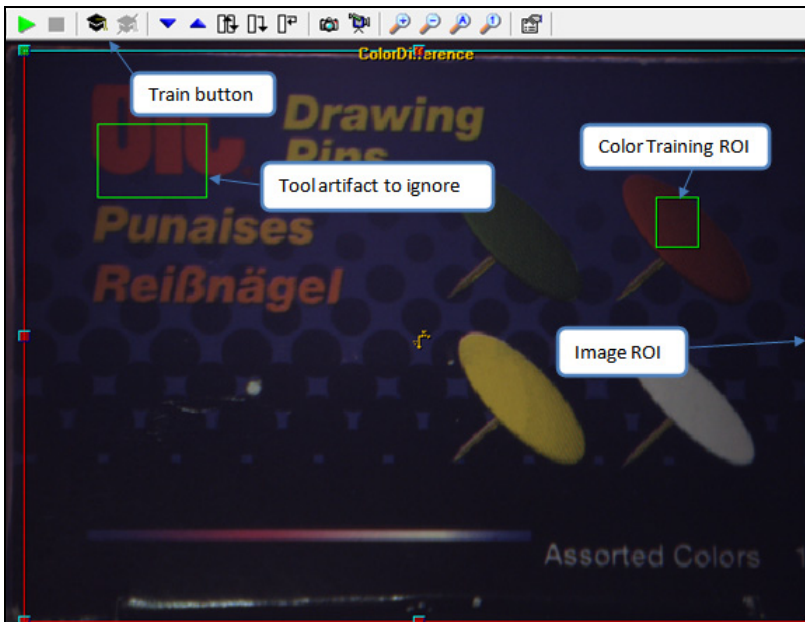 ColorDifference
Train button
Drawing
Color Training ROI
Pins
Tool artifact to ignore
Punaises
Reißnägel
Image ROI
Assorted Colors